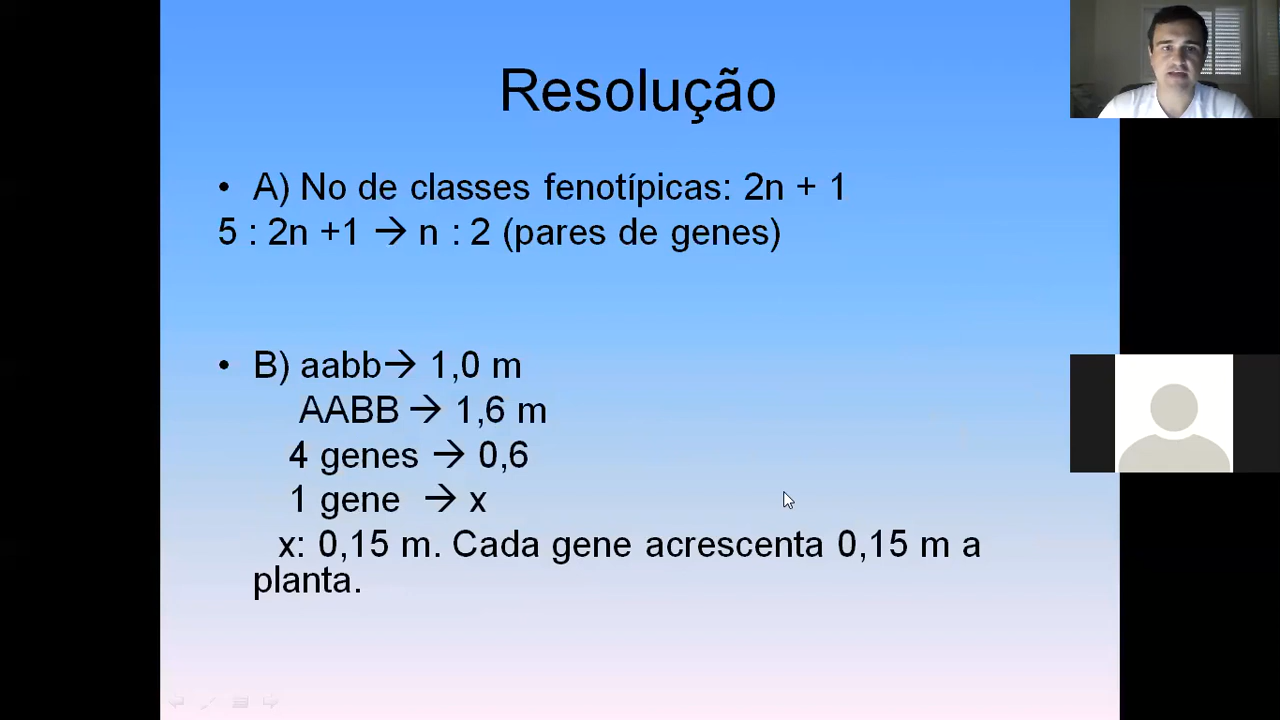 Resolução
• A) No de classes fenotípicas: 2n + 1
5 : 2n +1 → n : 2 (pares de genes)
• B) aabb→ 1,0 m
AABB → 1,6 m
4 genes → 0,6
1 gene → x
x: 0,15 m. Cada gene acrescenta 0,15 m a
planta.